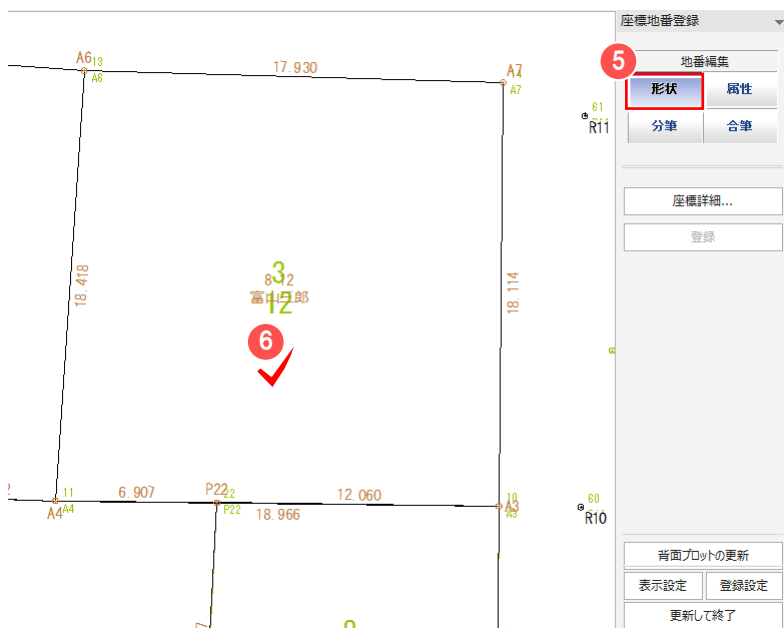 座標地番登録
5
地番編集
形状 属性
分筆 合筆
座標詳細...
登録
背面プロットの更新
表示設定 登録設定
更新して終了
A6 13
A6
17.930
A7
A7
61
R11
18.418
18.114
3
8-12
富山三郎
12
6
11
A4 A4
6.907
P22 22
P22
12.060
18.966
10
A3
A3
60
R10